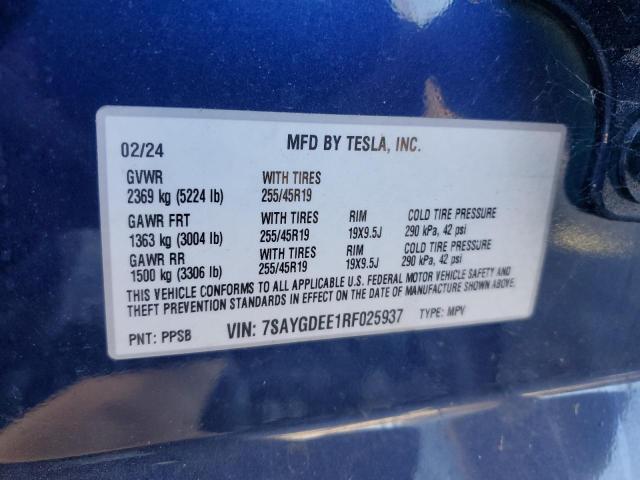 02/24 MFD BY TESLA, INC.
GVWR WITH TIRES
2369 kg (5224 lb) 255/45R19
GAWR FRT WITH TIRES RIM COLD TIRE PRESSURE
1363 kg (3004 lb) 255/45R19 19X9.5J 290 kPa, 42 psi
GAWR RR WITH TIRES RIM COLD TIRE PRESSURE
1500 kg (3306 lb) 255/45R19 19X9.5J 290 kPa, 42 psi
THIS VEHICLE CONFORMS TO ALL APPLICABLE U.S. FEDERAL MOTOR VEHICLE SAFETY AND
THEFT PREVENTION STANDARDS IN EFFECT ON THE DATE OF MANUFACTURE SHOWN ABOVE.
PNT: PPSB VIN: 7SAYGDEE1RF025937 TYPE: MPV